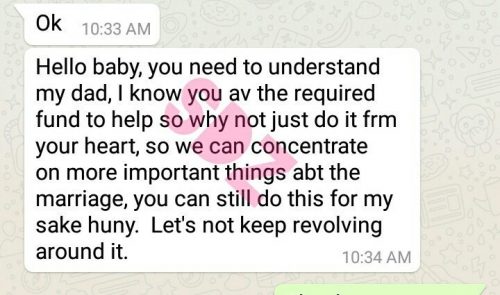 Ok 10:33 AM
Hello baby, you need to understand
my dad, I know you av the required
fund to help so why not just do it frm
your heart, so we can concentrate
on more important things abt the
marriage, you can still do this for my
sake huny.  Let's not keep revolving
around it. 10:34 AM
SDZ